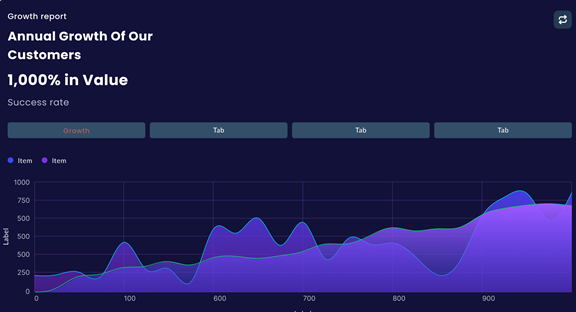 Growth report
Annual Growth Of Our
Customers
1,000% in Value
Success rate
Growth Tab Tab Tab
Item Item
1000
750
500
500
250
0
Label
0 100 600 700 800 900